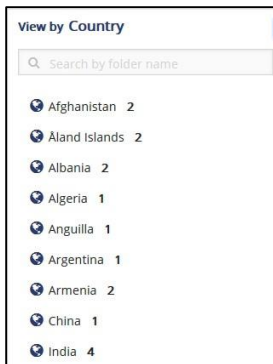 View by Country
Search by folder name
Afghanistan 2
Åland Islands 2
Albania 2
Algeria 1
Anguilla 1
Argentina 1
Armenia 2
China 1
India 4